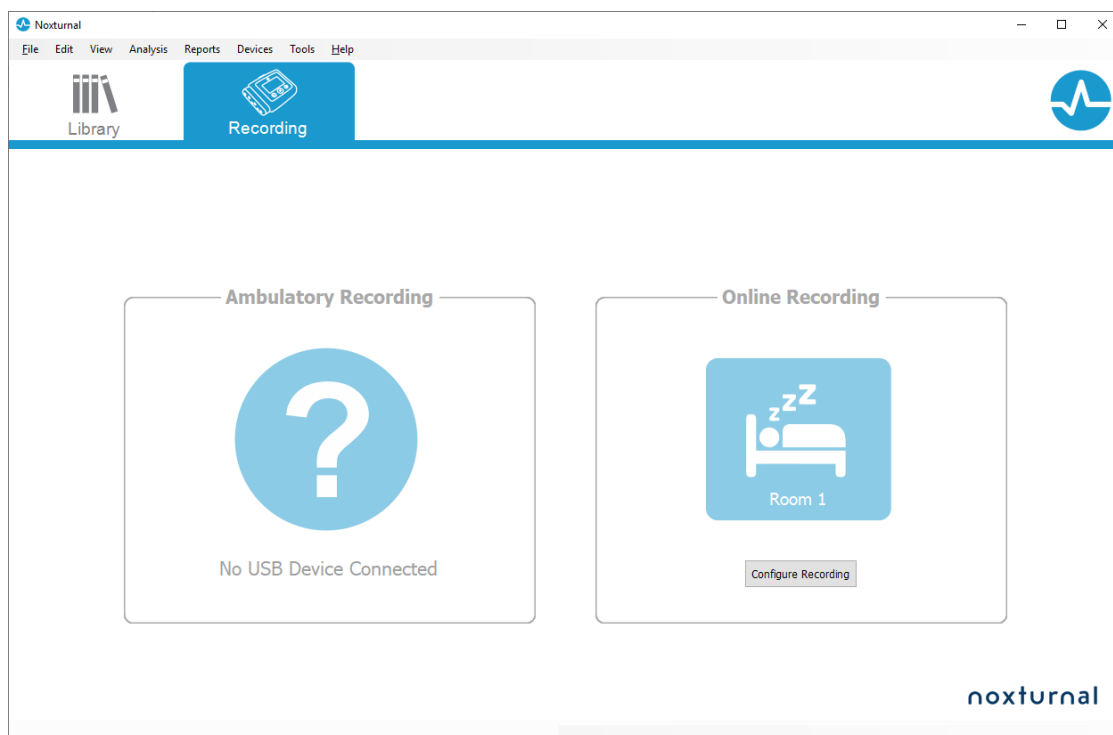 Noxturnal
File Edit View Analysis Reports Devices Tools Help
Library
Recording
Ambulatory Recording
?
No USB Device Connected
Online Recording
z z Z
Room 1
Configure Recording
noxturnal